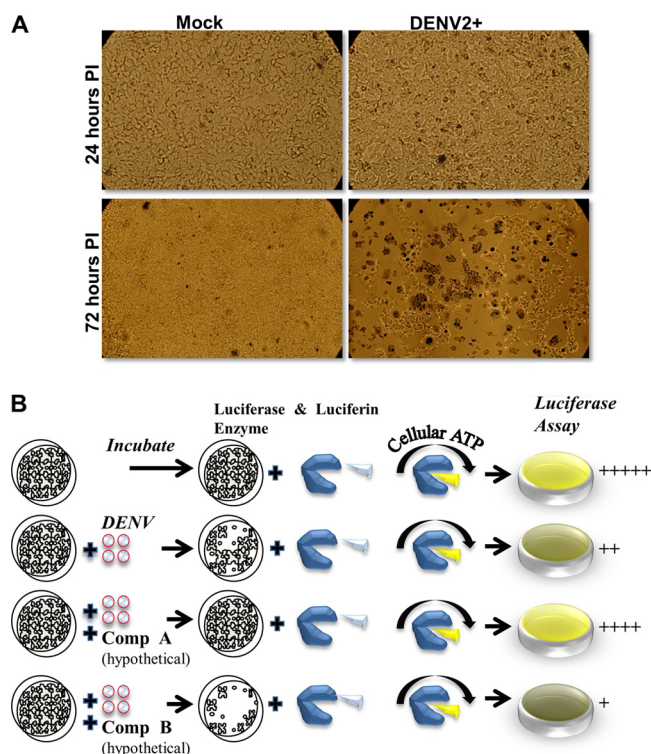 A
Mock
DENV2+
24 hours PI
72 hours PI
B
Luciferase & Luciferin
Enzyme
Cellular ATP
Luciferase
Assay
Incubate
+++++
DENV
++
Comp A
(hypothetical)
++++
Comp B
(hypothetical)
+